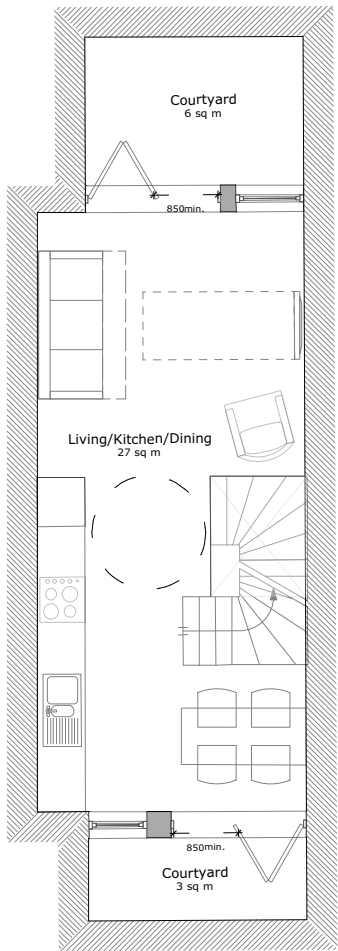 Courtyard
6 sq m
850min.
Living/Kitchen/Dining
27 sq m
850min.
Courtyard
3 sq m